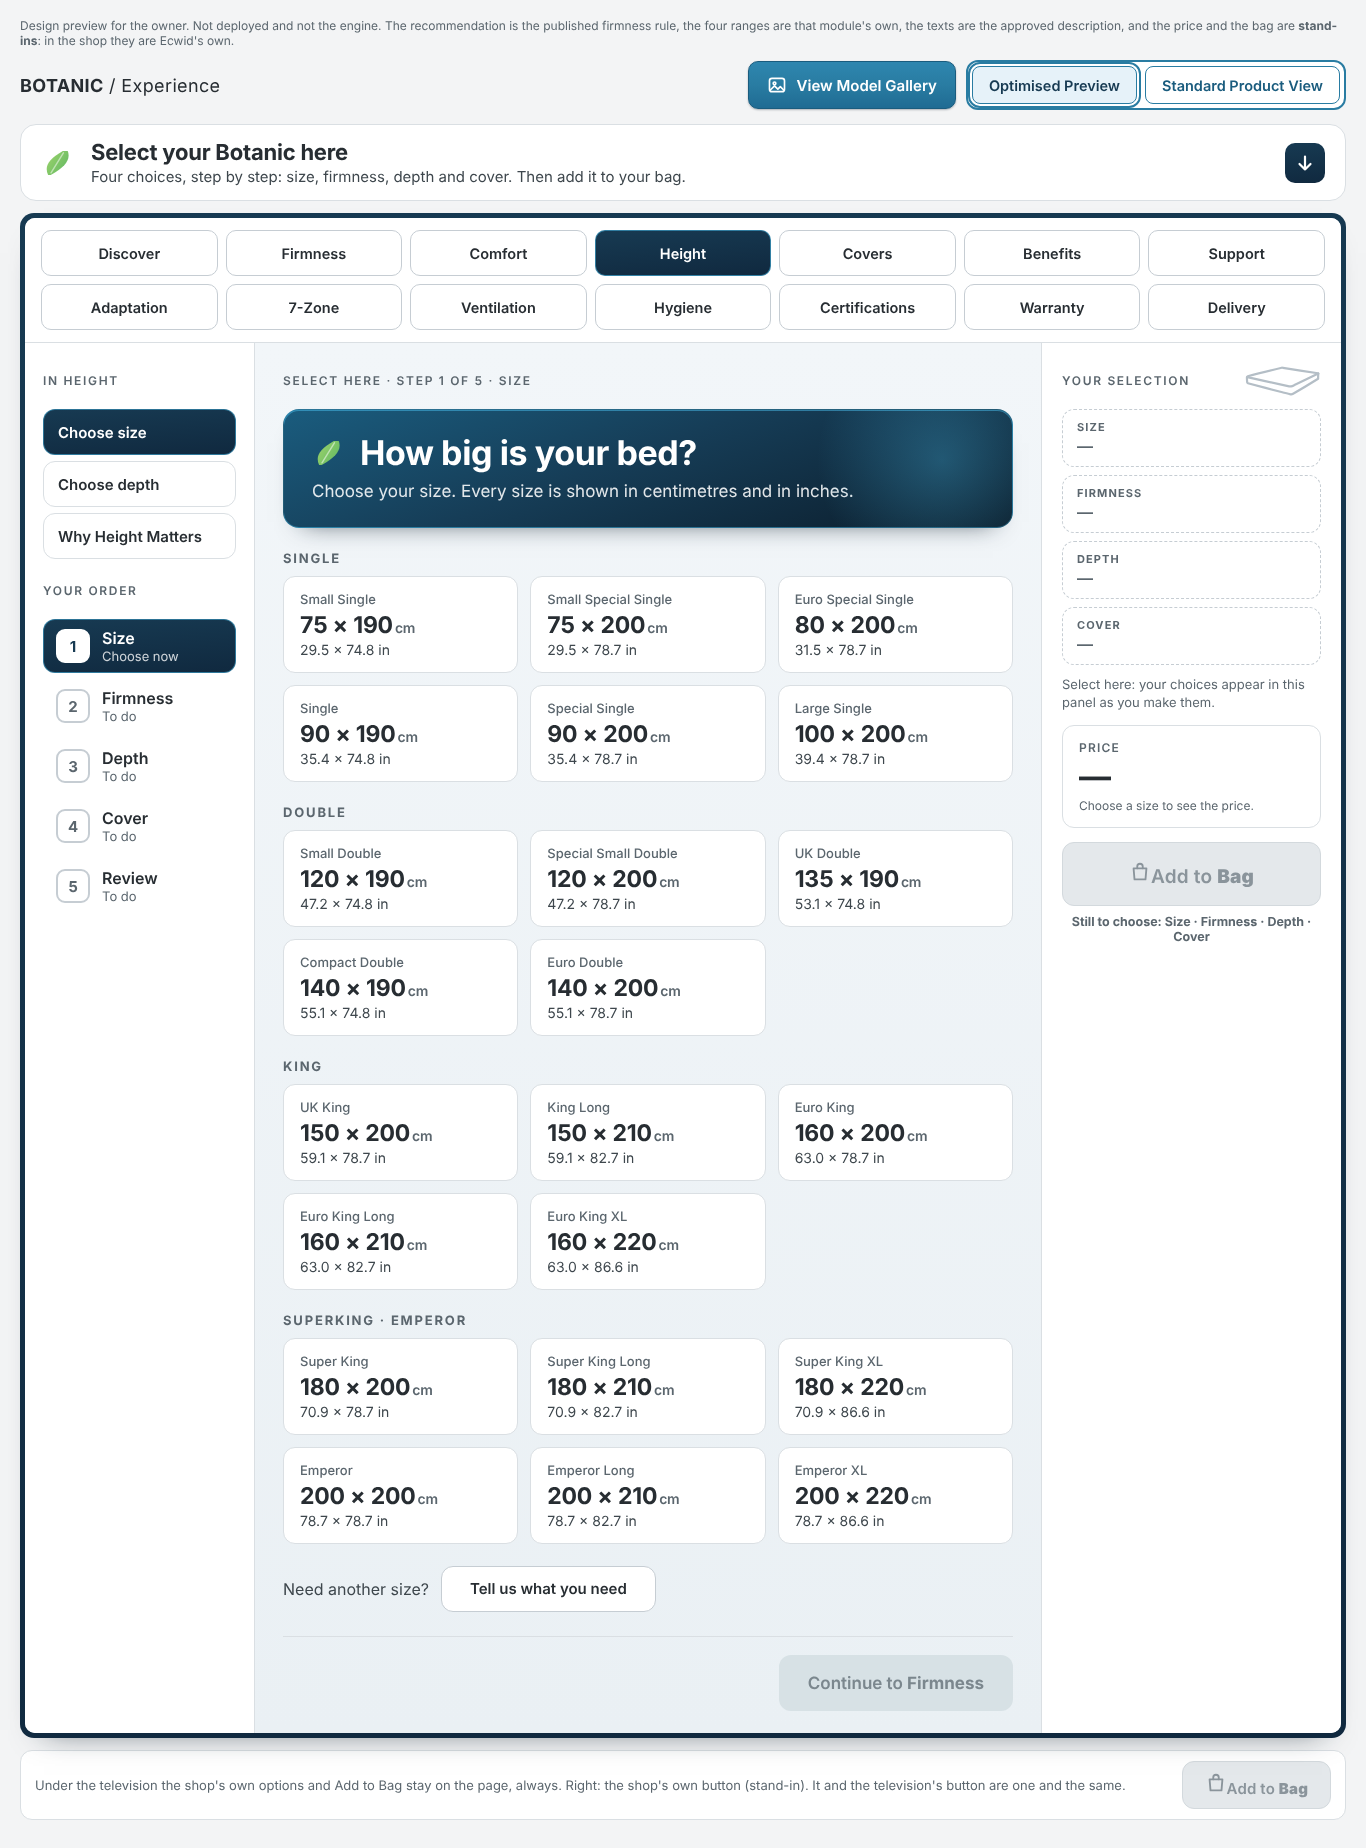 Design preview for the owner. Not deployed and not the engine. The recommendation is the published firmness rule, the four ranges are that module's own, the texts are the approved description, and the price and the bag are stand-
ins: in the shop they are Ecwid's own.
BOTANIC / Experience
View Model Gallery
Optimised Preview
Standard Product View
Select your Botanic here
Four choices, step by step: size, firmness, depth and cover. Then add it to your bag.
Discover
Firmness
Comfort
Height
Covers
Benefits
Support
Adaptation
7-Zone
Ventilation
Hygiene
Certifications
Warranty
Delivery
IN HEIGHT
Choose size
Choose depth
Why Height Matters
YOUR ORDER
1
Size
Choose now
2
Firmness
To do
3
Depth
To do
4
Cover
To do
5
Review
To do
SELECT HERE · STEP 1 OF 5 · SIZE
How big is your bed?
Choose your size. Every size is shown in centimetres and in inches.
SINGLE
Small Single
75 × 190 cm
29.5 × 74.8 in
Small Special Single
75 × 200 cm
29.5 × 78.7 in
Euro Special Single
80 × 200 cm
31.5 × 78.7 in
Single
90 × 190 cm
35.4 × 74.8 in
Special Single
90 × 200 cm
35.4 × 78.7 in
Large Single
100 × 200 cm
39.4 × 78.7 in
DOUBLE
Small Double
120 × 190 cm
47.2 × 74.8 in
Special Small Double
120 × 200 cm
47.2 × 78.7 in
UK Double
135 × 190 cm
53.1 × 74.8 in
Compact Double
140 × 190 cm
55.1 × 74.8 in
Euro Double
140 × 200 cm
55.1 × 78.7 in
KING
UK King
150 × 200 cm
59.1 × 78.7 in
King Long
150 × 210 cm
59.1 × 82.7 in
Euro King
160 × 200 cm
63.0 × 78.7 in
Euro King Long
160 × 210 cm
63.0 × 82.7 in
Euro King XL
160 × 220 cm
63.0 × 86.6 in
SUPERKING · EMPEROR
Super King
180 × 200 cm
70.9 × 78.7 in
Super King Long
180 × 210 cm
70.9 × 82.7 in
Super King XL
180 × 220 cm
70.9 × 86.6 in
Emperor
200 × 200 cm
78.7 × 78.7 in
Emperor Long
200 × 210 cm
78.7 × 82.7 in
Emperor XL
200 × 220 cm
78.7 × 86.6 in
Need another size?
Tell us what you need
Continue to Firmness
YOUR SELECTION
SIZE
—
FIRMNESS
—
DEPTH
—
COVER
—
Select here: your choices appear in this
panel as you make them.
PRICE
—
Choose a size to see the price.
Add to Bag
Still to choose: Size · Firmness · Depth ·
Cover
Under the television the shop's own options and Add to Bag stay on the page, always. Right: the shop's own button (stand-in). It and the television's button are one and the same.
Add to Bag